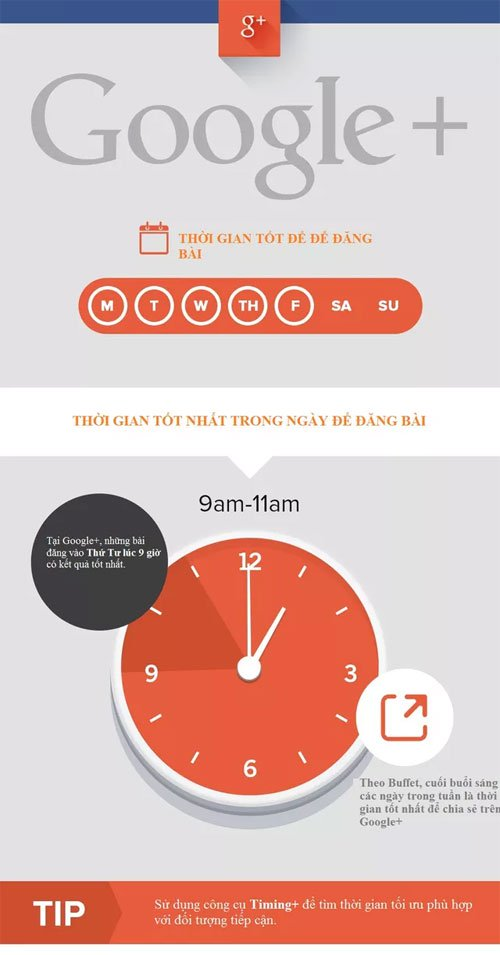 g+
Google+
THỜI GIAN TỐT ĐỂ ĐỂ ĐĂNG
BÀI
M T W TH F SA SU
THỜI GIAN TỐT NHẤT TRONG NGÀY ĐỂ ĐĂNG BÀI
9am-11am
Tại Google+, những bài
đăng vào Thứ Tư lúc 9 giờ
có kết quả tốt nhất.
12
9
3
6
Theo Buffet, cuối buổi sáng
các ngày trong tuần là thời
gian tốt nhất để chia sẻ trên
Google+
TIP
Sử dụng công cụ Timing+ để tìm thời gian tối ưu phù hợp
với đối tượng tiếp cận.